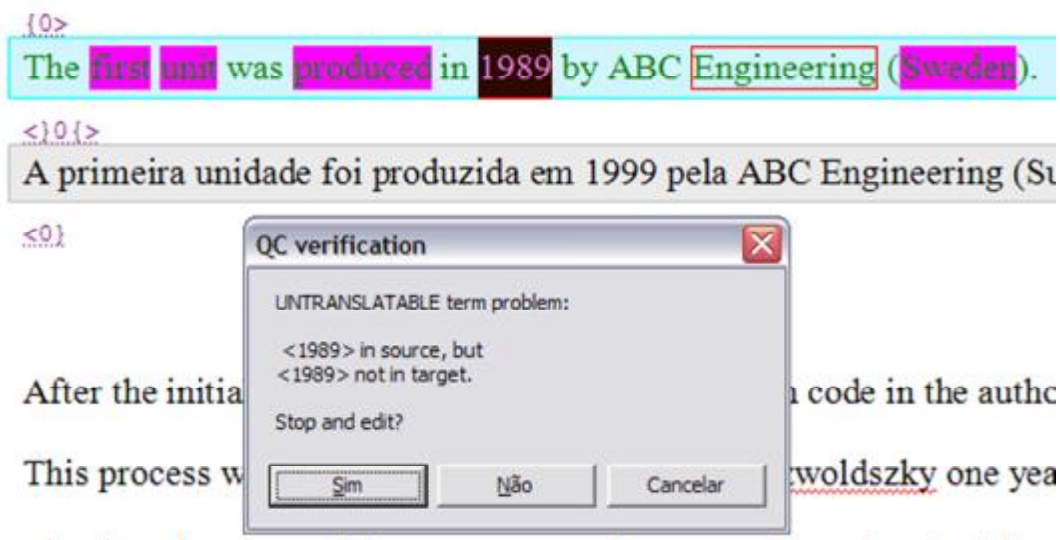 {0>
The first unit was produced in 1989 by ABC Engineering (Sweden).
<}0{>
A primeira unidade foi produzida em 1999 pela ABC Engineering (Su
<0}
QC verification
UNTRANSLATABLE term problem:
<1989> in source, but
<1989> not in target.
Stop and edit?
Sim Não Cancelar
After the initia code in the autho
This process w woldszky one yea